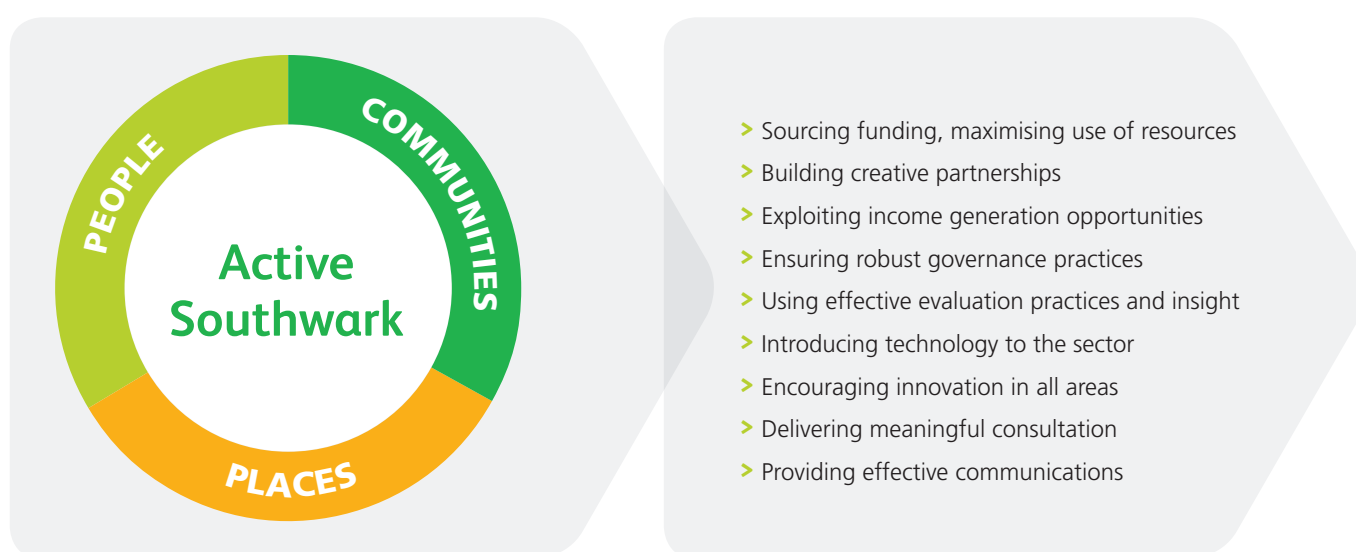 PEOPLE
COMMUNITIES
PLACES
Active
Southwark
> Sourcing funding, maximising use of resources
> Building creative partnerships
> Exploiting income generation opportunities
> Ensuring robust governance practices
> Using effective evaluation practices and insight
> Introducing technology to the sector
> Encouraging innovation in all areas
> Delivering meaningful consultation
> Providing effective communications